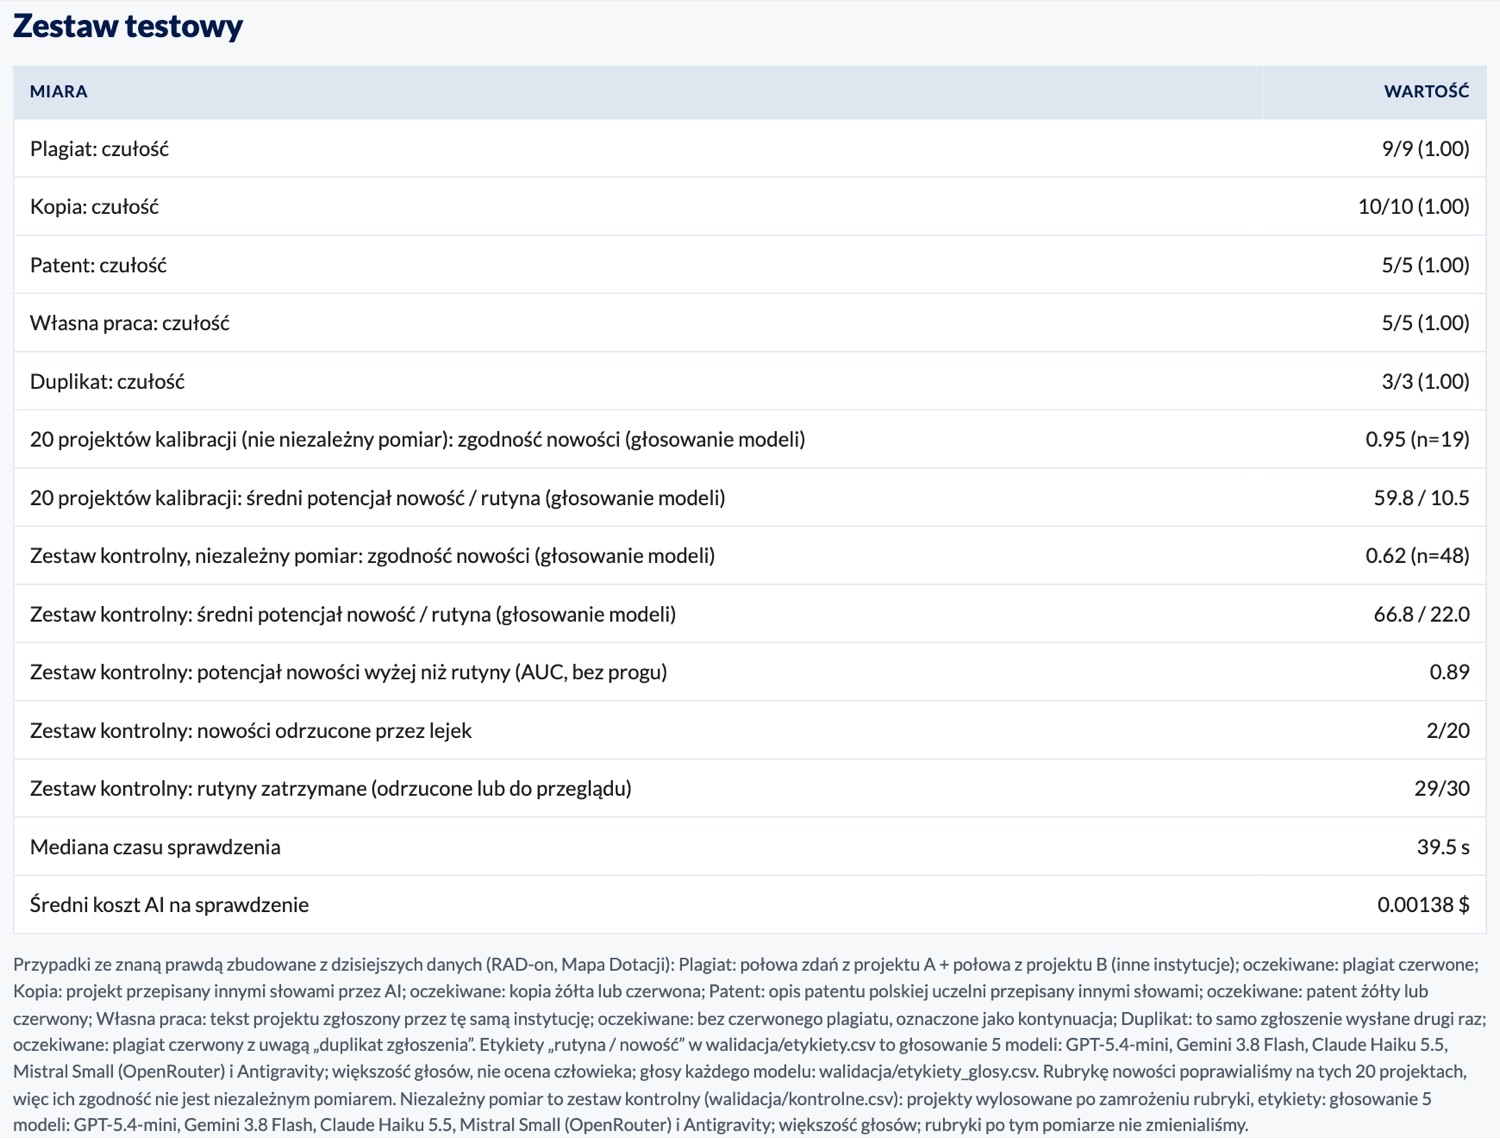 Zestaw testowy
MIARA WARTOŚĆ
Plagiat: czułość 9/9 (1.00)
Kopia: czułość 10/10 (1.00)
Patent: czułość 5/5 (1.00)
Własna praca: czułość 5/5 (1.00)
Duplikat: czułość 3/3 (1.00)
20 projektów kalibracji (nie niezależny pomiar): zgodność nowości (głosowanie modeli) 0.95 (n=19)
20 projektów kalibracji: średni potencjał nowość / rutyna (głosowanie modeli) 59.8 / 10.5
Zestaw kontrolny, niezależny pomiar: zgodność nowości (głosowanie modeli) 0.62 (n=48)
Zestaw kontrolny: średni potencjał nowość / rutyna (głosowanie modeli) 66.8 / 22.0
Zestaw kontrolny: potencjał nowości wyżej niż rutyny (AUC, bez progu) 0.89
Zestaw kontrolny: nowości odrzucone przez lejek 2/20
Zestaw kontrolny: rutyny zatrzymane (odrzucone lub do przeglądu) 29/30
Mediana czasu sprawdzenia 39.5 s
Średni koszt AI na sprawdzenie 0.00138 $
Przypadki ze znaną prawdą zbudowane z dzisiejszych danych (RAD-on, Mapa Dotacji): Plagiat: połowa zdań z projektu A + połowa z projektu B (inne instytucje); oczekiwane: plagiat czerwone;
Kopia: projekt przepisany innymi słowami przez AI; oczekiwane: kopia żółta lub czerwona; Patent: opis patentu polskiej uczelni przepisany innymi słowami; oczekiwane: patent żółty lub
czerwony; Własna praca: tekst projektu zgłoszony przez tę samą instytucję; oczekiwane: bez czerwonego plagiatu, oznaczone jako kontynuacja; Duplikat: to samo zgłoszenie wysłane drugi raz;
oczekiwane: plagiat czerwony z uwagą „duplikat zgłoszenia”. Etykiety „rutyna / nowość” w walidacja/etykiety.csv to głosowanie 5 modeli: GPT-5.4-mini, Gemini 3.8 Flash, Claude Haiku 5.5,
Mistral Small (OpenRouter) i Antigravity; większość głosów, nie ocena człowieka; głosy każdego modelu: walidacja/etykiety_glosy.csv. Rubrykę nowości poprawialiśmy na tych 20 projektach,
więc ich zgodność nie jest niezależnym pomiarem. Niezależny pomiar to zestaw kontrolny (walidacja/kontrolne.csv): projekty wylosowane po zamrożeniu rubryki, etykiety: głosowanie 5
modeli: GPT-5.4-mini, Gemini 3.8 Flash, Claude Haiku 5.5, Mistral Small (OpenRouter) i Antigravity; większość głosów; rubryki po tym pomiarze nie zmienialiśmy.